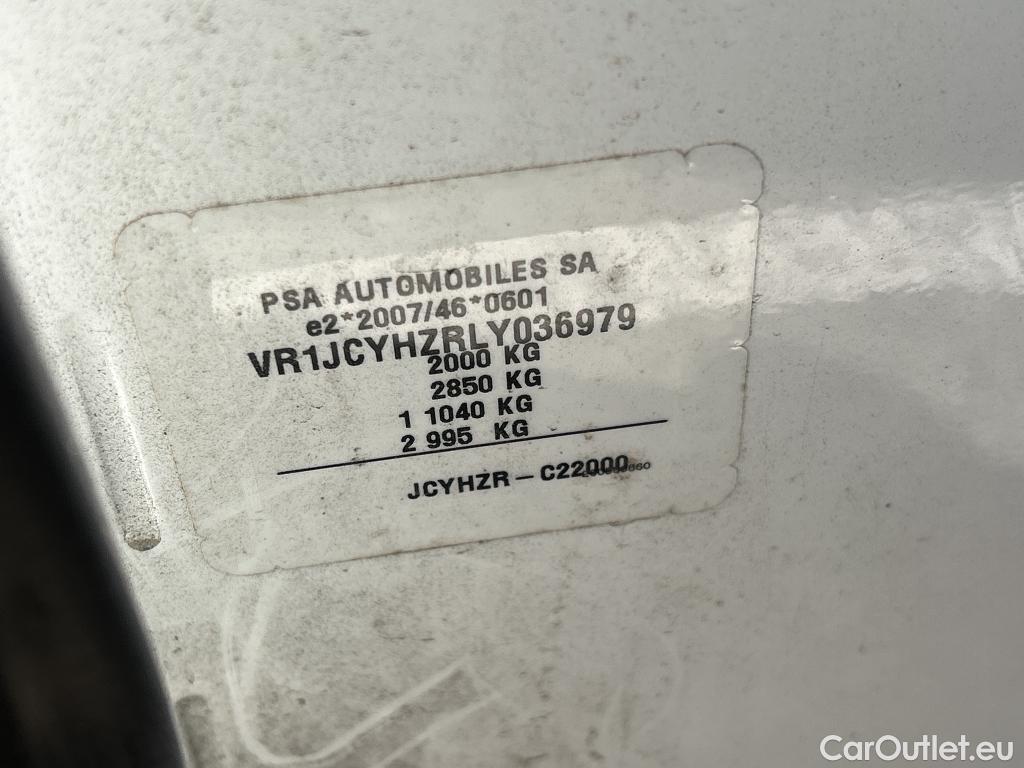 PSA AUTOMOBILES SA
e2*2007/46*0601
VR1JCYHZRLY036979
2000 KG
2850 KG
1 1040 KG
2 995 KG
JCYHZR – C22000
CarOutlet.eu